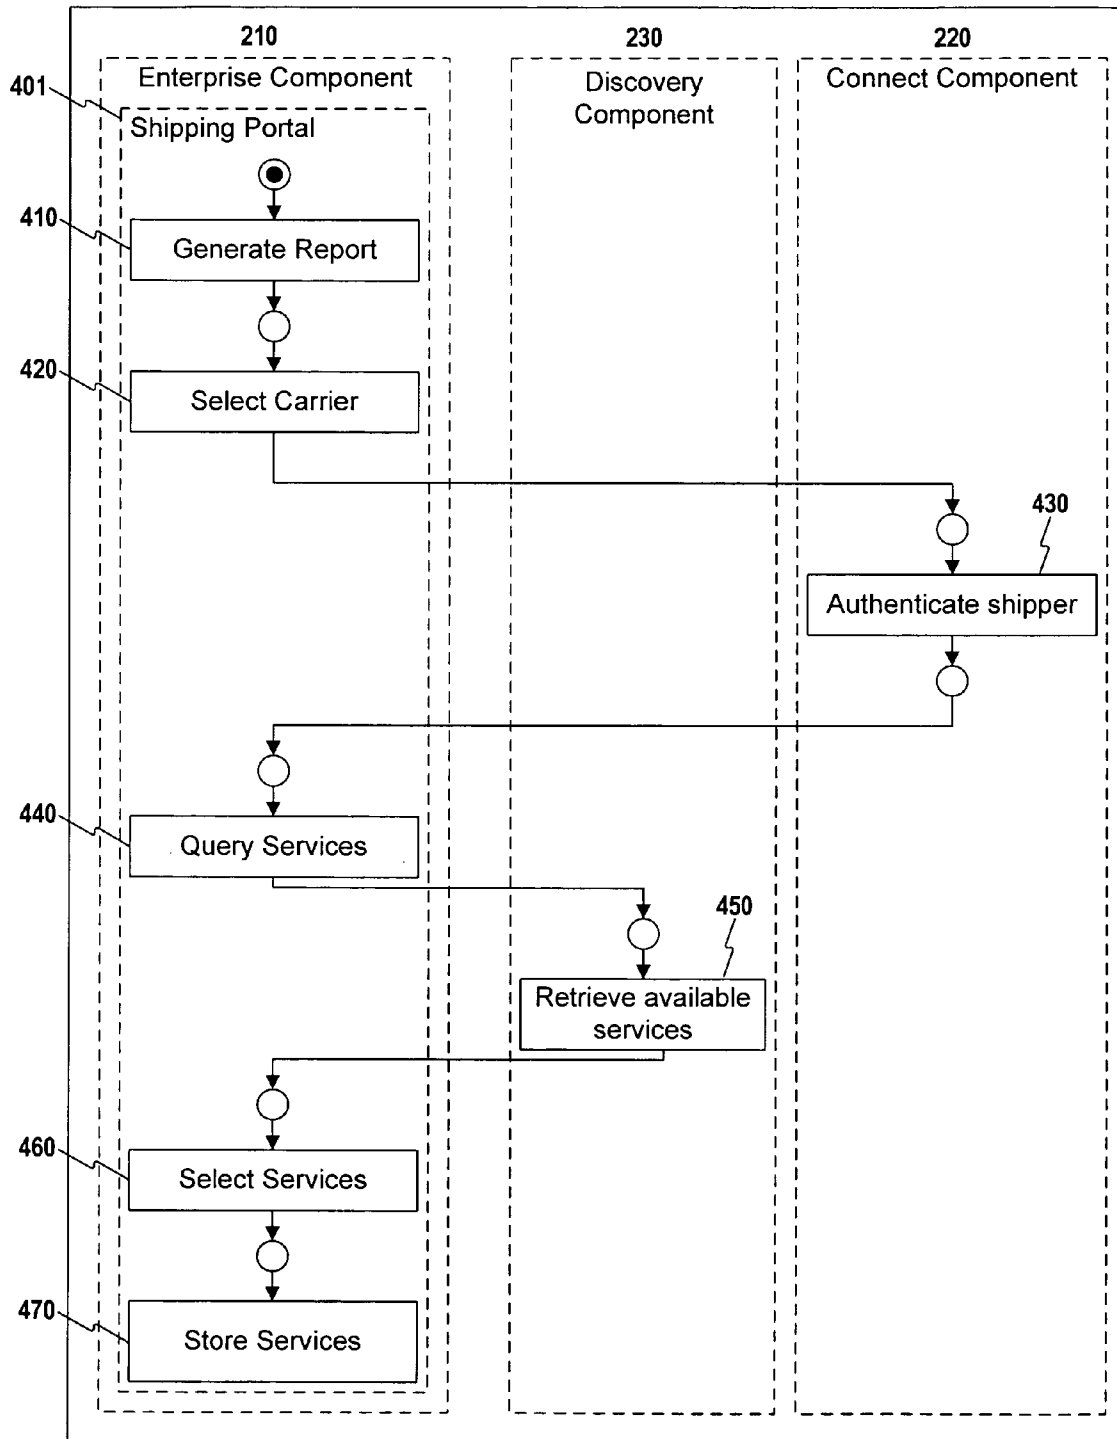 210
230
220
Enterprise Component
Discovery
Component
Connect Component
401
Shipping Portal
410
Generate Report
420
Select Carrier
430
Authenticate shipper
440
Query Services
450
Retrieve available
services
460
Select Services
470
Store Services